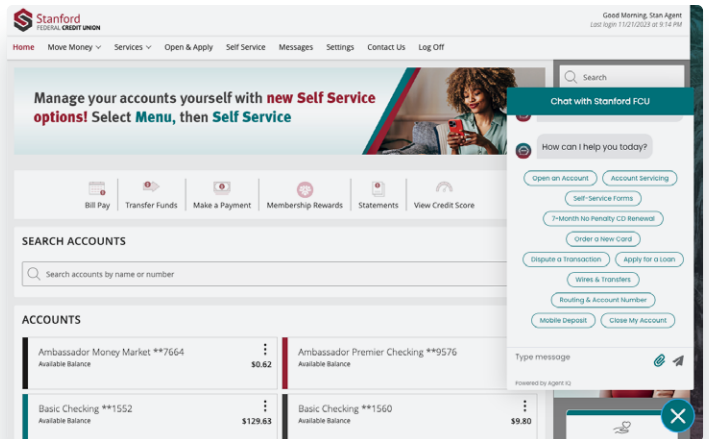 Stanford
FEDERAL CREDIT UNION
Good Morning, Stan Agent
Last login 11/21/2023 at 9:14 PM
Home Move Money Services Open & Apply Self Service Messages Settings Contact Us Log Off
Manage your accounts yourself with new Self Service
options! Select Menu, then Self Service
Search
Bill Pay Transfer Funds Make a Payment Membership Rewards Statements View Credit Score
SEARCH ACCOUNTS
Search accounts by name or number
ACCOUNTS
Ambassador Money Market **7664
Available Balance
$0.62
Ambassador Premier Checking **9576
Available Balance
Basic Checking **1552
Available Balance
$129.63
Basic Checking **1560
Available Balance
$9.80
Chat with Stanford FCU
How can I help you today?
Open an Account Account Servicing
Self-Service Forms
7-Month No Penalty CD Renewal
Order a New Card
Dispute a Transaction Apply for a Loan
Wires & Transfers
Routing & Account Number
Mobile Deposit Close My Account
Type message
Powered by Agent IQ